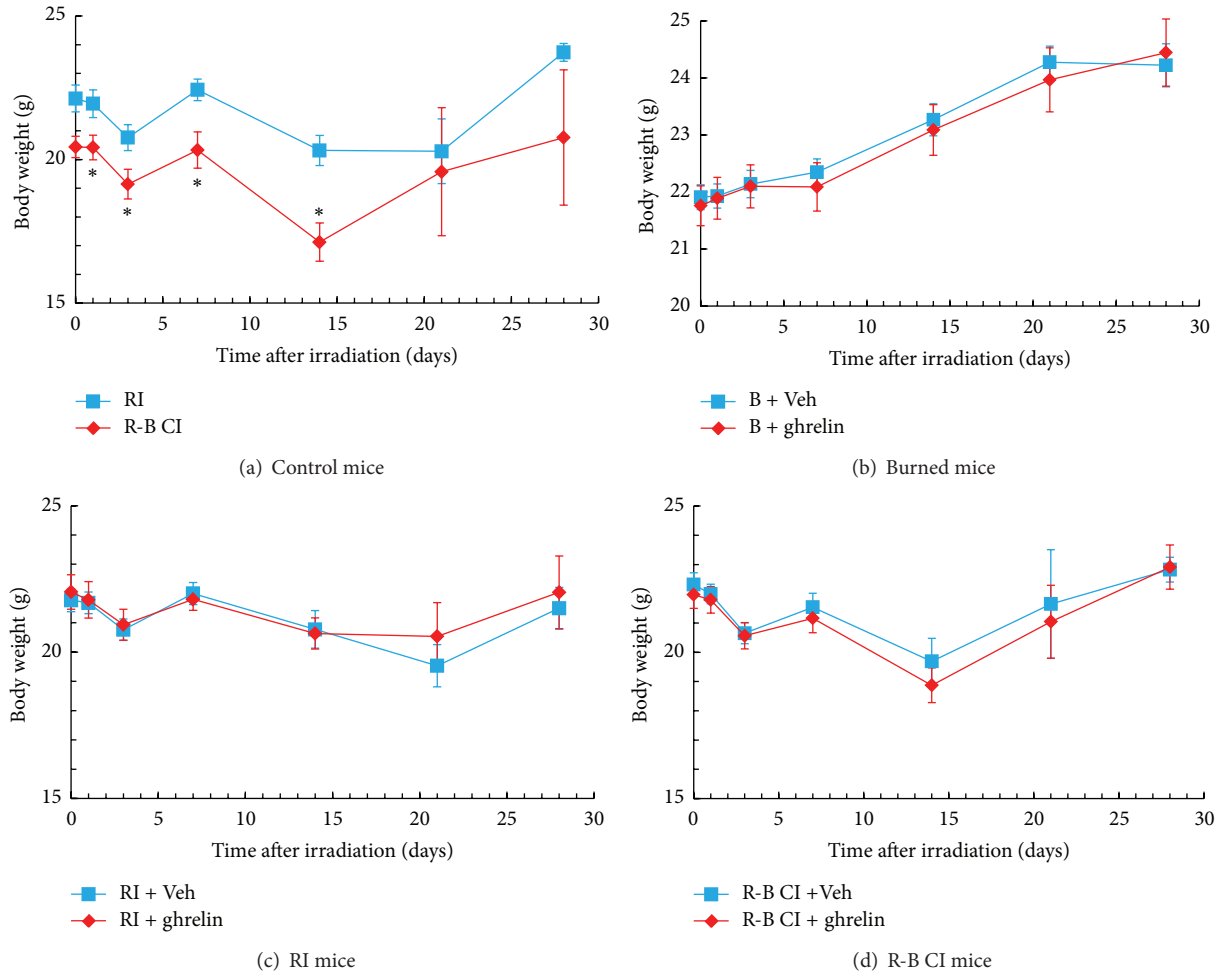 25
20
15
Body weight (g)
*
*
*
*
0 5 10 15 20 25 30
Time after irradiation (days)
RI
R-B CI
(a) Control mice
25
24
23
22
21
20
Body weight (g)
0 5 10 15 20 25 30
Time after irradiation (days)
B + Veh
B + ghrelin
(b) Burned mice
25
20
15
Body weight (g)
0 5 10 15 20 25 30
Time after irradiation (days)
RI + Veh
RI + ghrelin
(c) RI mice
25
20
15
Body weight (g)
0 5 10 15 20 25 30
Time after irradiation (days)
R-B CI +Veh
R-B CI + ghrelin
(d) R-B CI mice